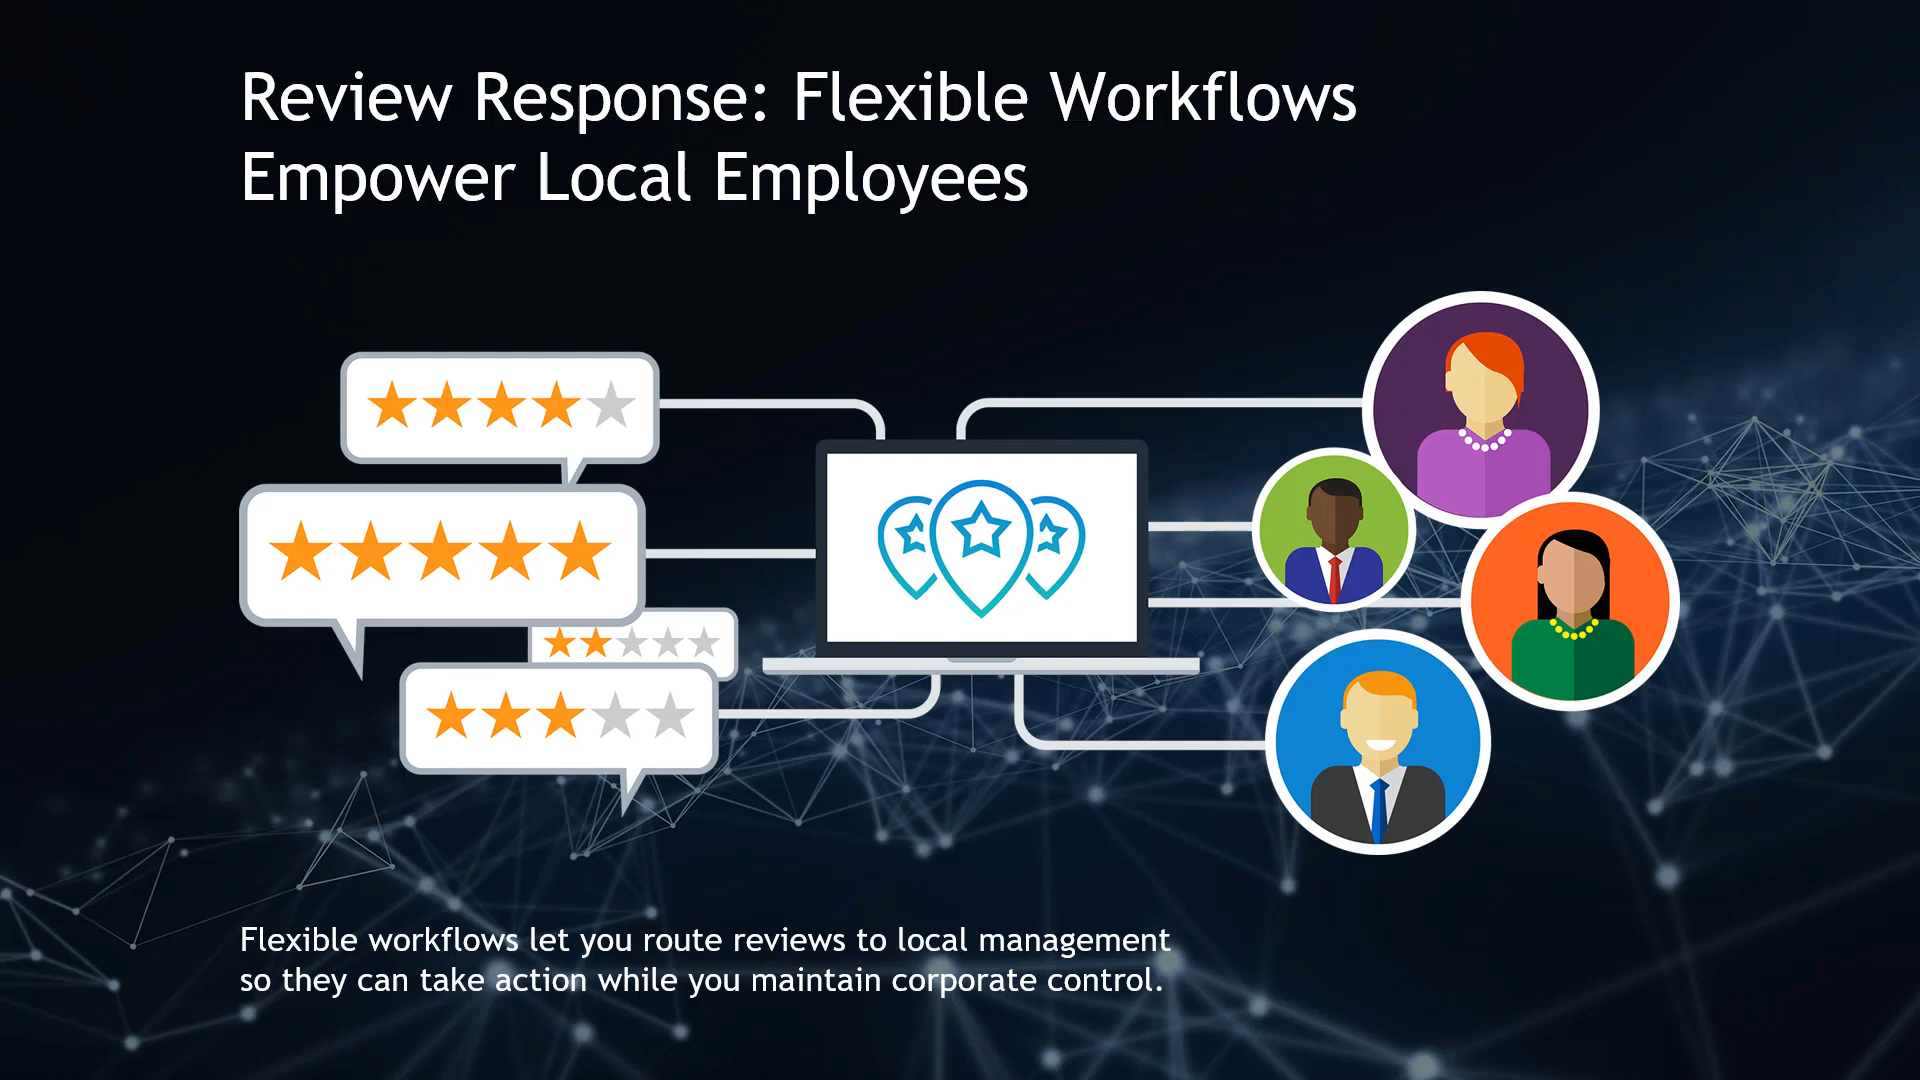 Review Response: Flexible Workflows
Empower Local Employees
Flexible workflows let you route reviews to local management
so they can take action while you maintain corporate control.